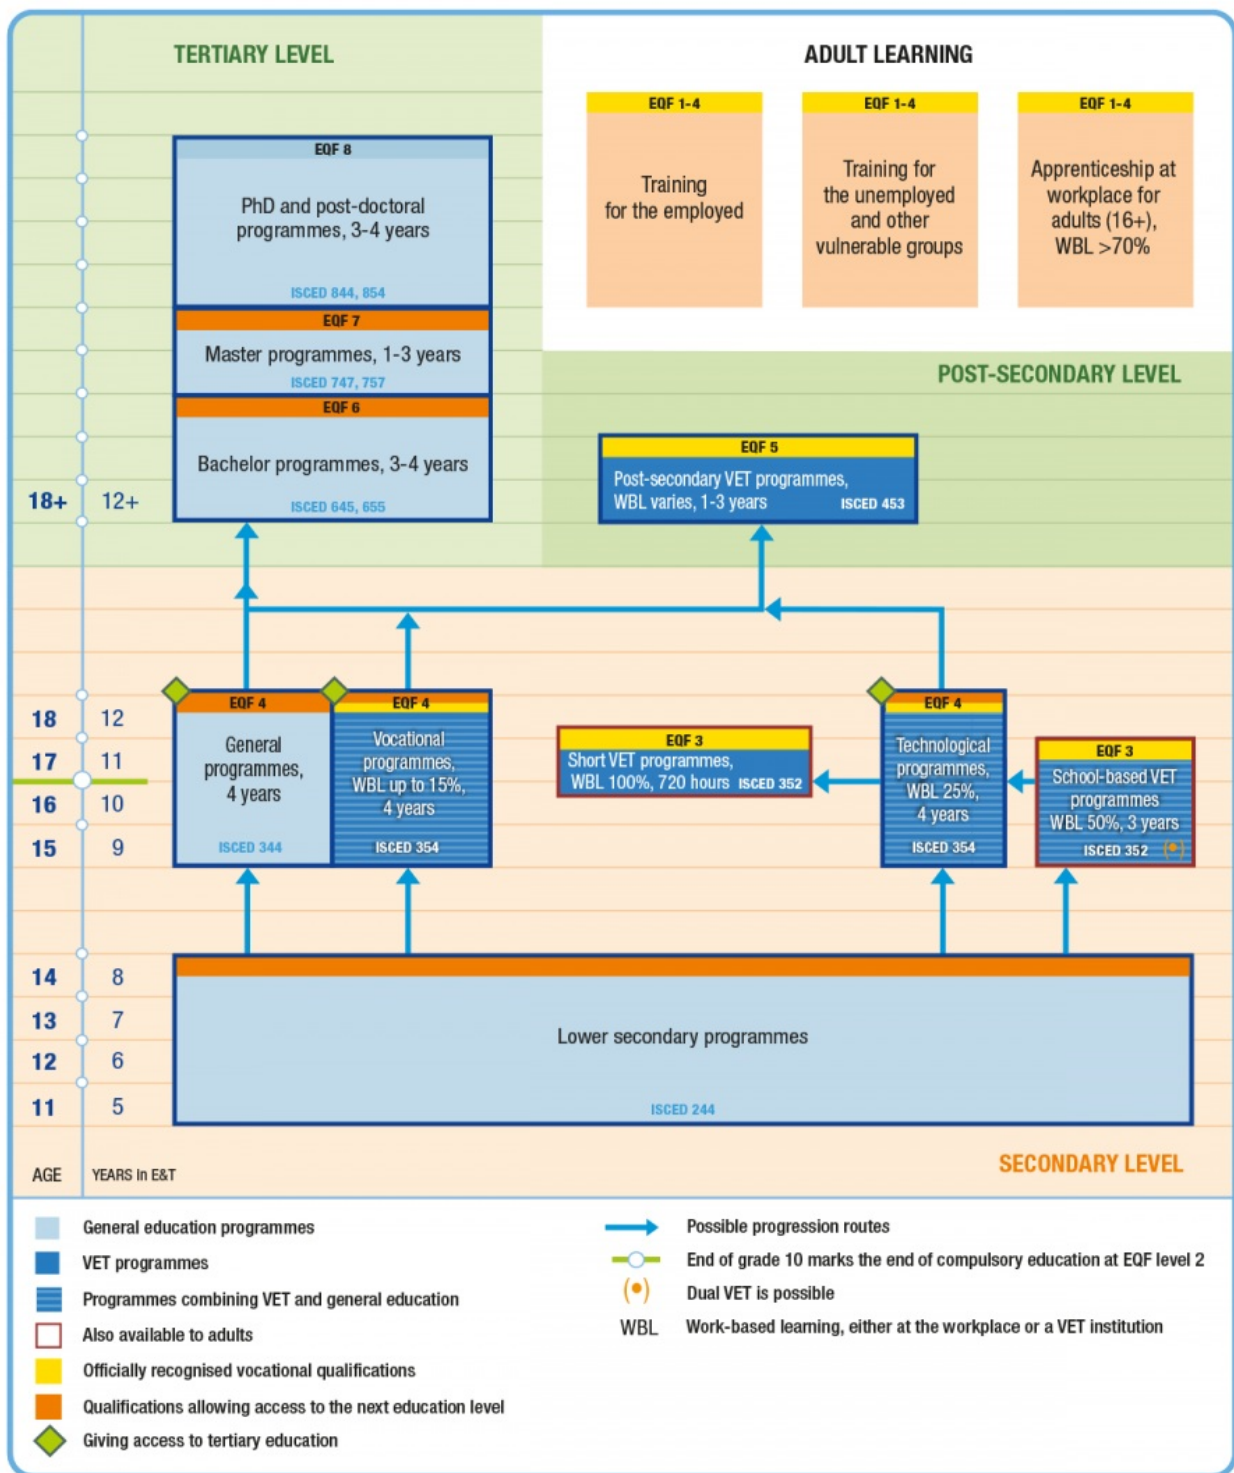 TERTIARY LEVEL
ADULT LEARNING
EQF 1-4
Training
for the employed
EQF 1-4
Training for
the unemployed
and other
vulnerable groups
EQF 1-4
Apprenticeship at
workplace for
adults (16+),
WBL >70%
EQF 8
PhD and post-doctoral
programmes, 3-4 years
ISCED 844, 854
EQF 7
Master programmes, 1-3 years
ISCED 747, 757
EQF 6
Bachelor programmes, 3-4 years
ISCED 645, 655
POST-SECONDARY LEVEL
EQF 5
Post-secondary VET programmes,
WBL varies, 1-3 years ISCED 453
18+ 12+
EQF 4
General
programmes,
4 years
ISCED 344
EQF 4
Vocational
programmes,
WBL up to 15%,
4 years
ISCED 354
EQF 3
Short VET programmes,
WBL 100%, 720 hours ISCED 352
EQF 4
Technological
programmes,
WBL 25%,
4 years
ISCED 354
EQF 3
School-based VET
programmes
WBL 50%, 3 years
ISCED 352
18 12
17 11
16 10
15 9
14 8
13 7
12 6
11 5
Lower secondary programmes
ISCED 244
AGE YEARS in E&T
SECONDARY LEVEL
General education programmes
VET programmes
Programmes combining VET and general education
Also available to adults
Officially recognised vocational qualifications
Qualifications allowing access to the next education level
Giving access to tertiary education
Possible progression routes
End of grade 10 marks the end of compulsory education at EQF level 2
Dual VET is possible
WBL Work-based learning, either at the workplace or a VET institution